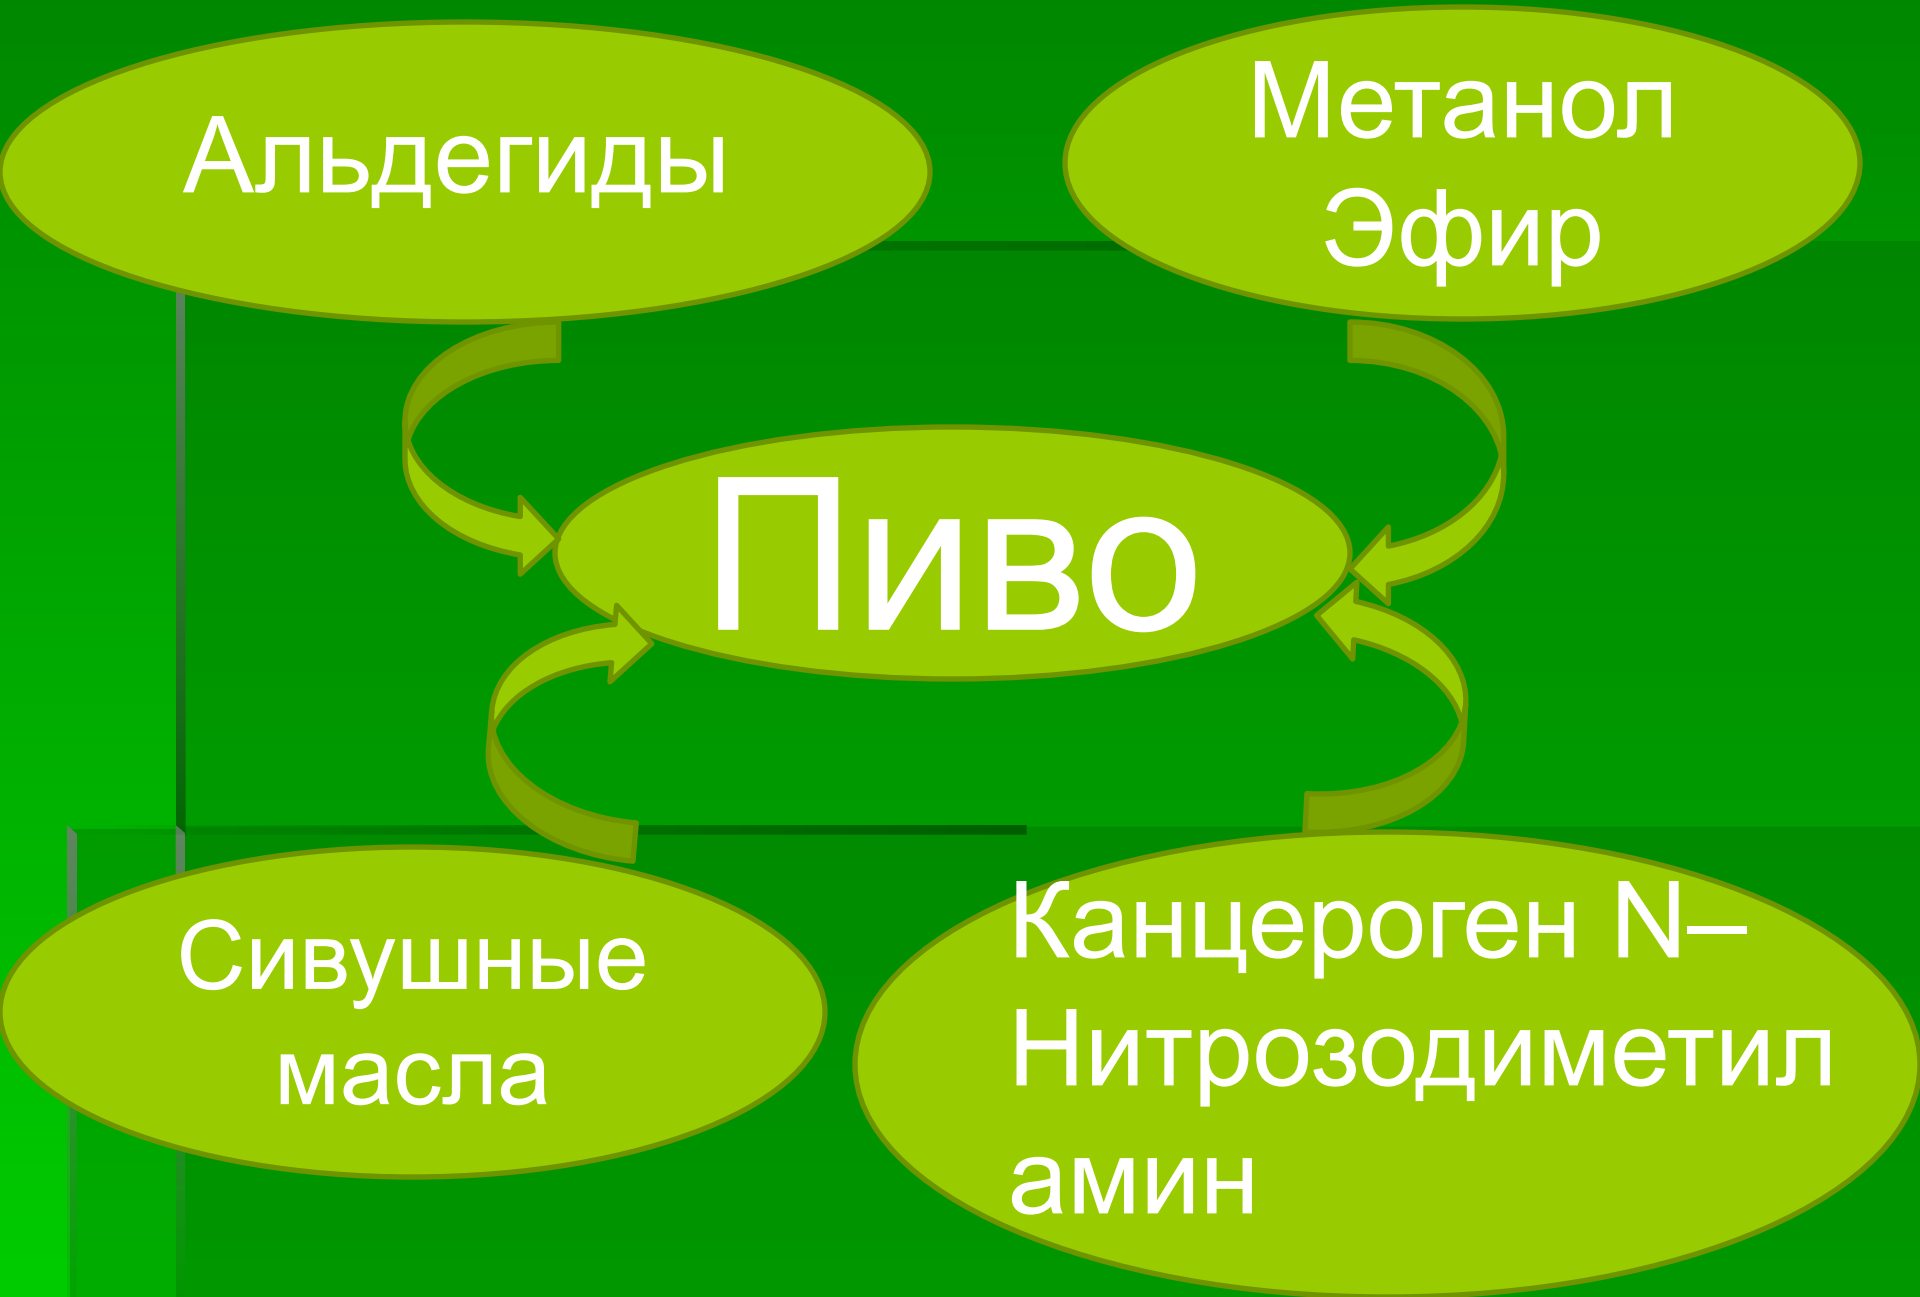 Альдегиды
Метанол
Эфир
Пиво
Сивушные
масла
Канцероген N–
Нитрозодиметил
амин